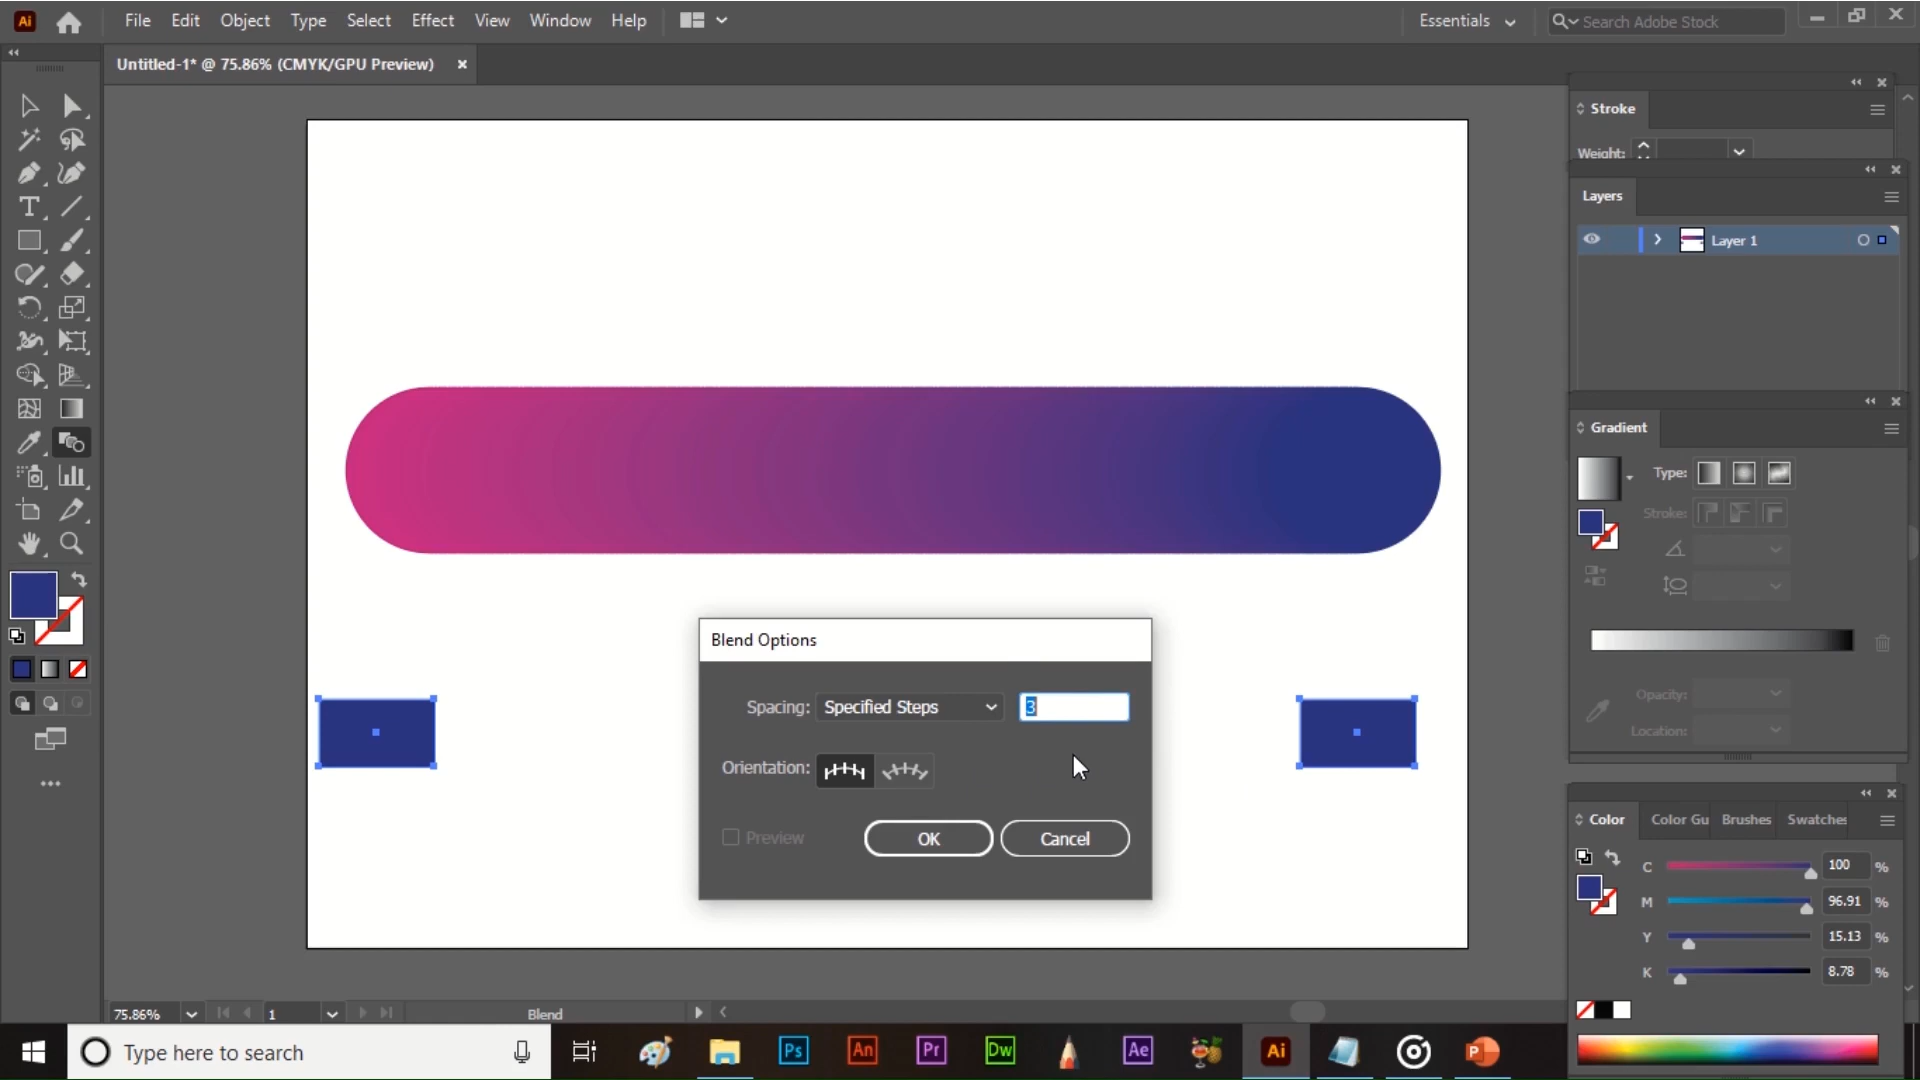 Ai File Edit Object Type Select Effect View Window Help Essentials Search Adobe Stock
Untitled-1* @ 75.86% (CMYK/GPU Preview)
Stroke
Weight:
Layers
Layer 1
Gradient
Type:
Stroke:
Opacity:
Location:
Blend Options
Spacing: Specified Steps 3
Orientation:
Preview OK Cancel
Color Color Gu Brushes Swatches
C 100 %
M 96.91 %
Y 15.13 %
K 8.78 %
75.86% 1 Blend
Type here to search Ps An Pr Dw Ae Ai P